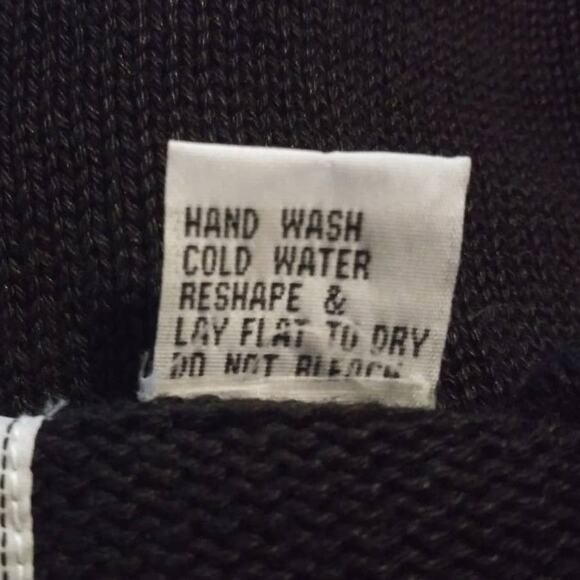 HAND WASH
COLD WATER
RESHAPE &
LAY FLAT TO DRY
DO NOT BLEACH